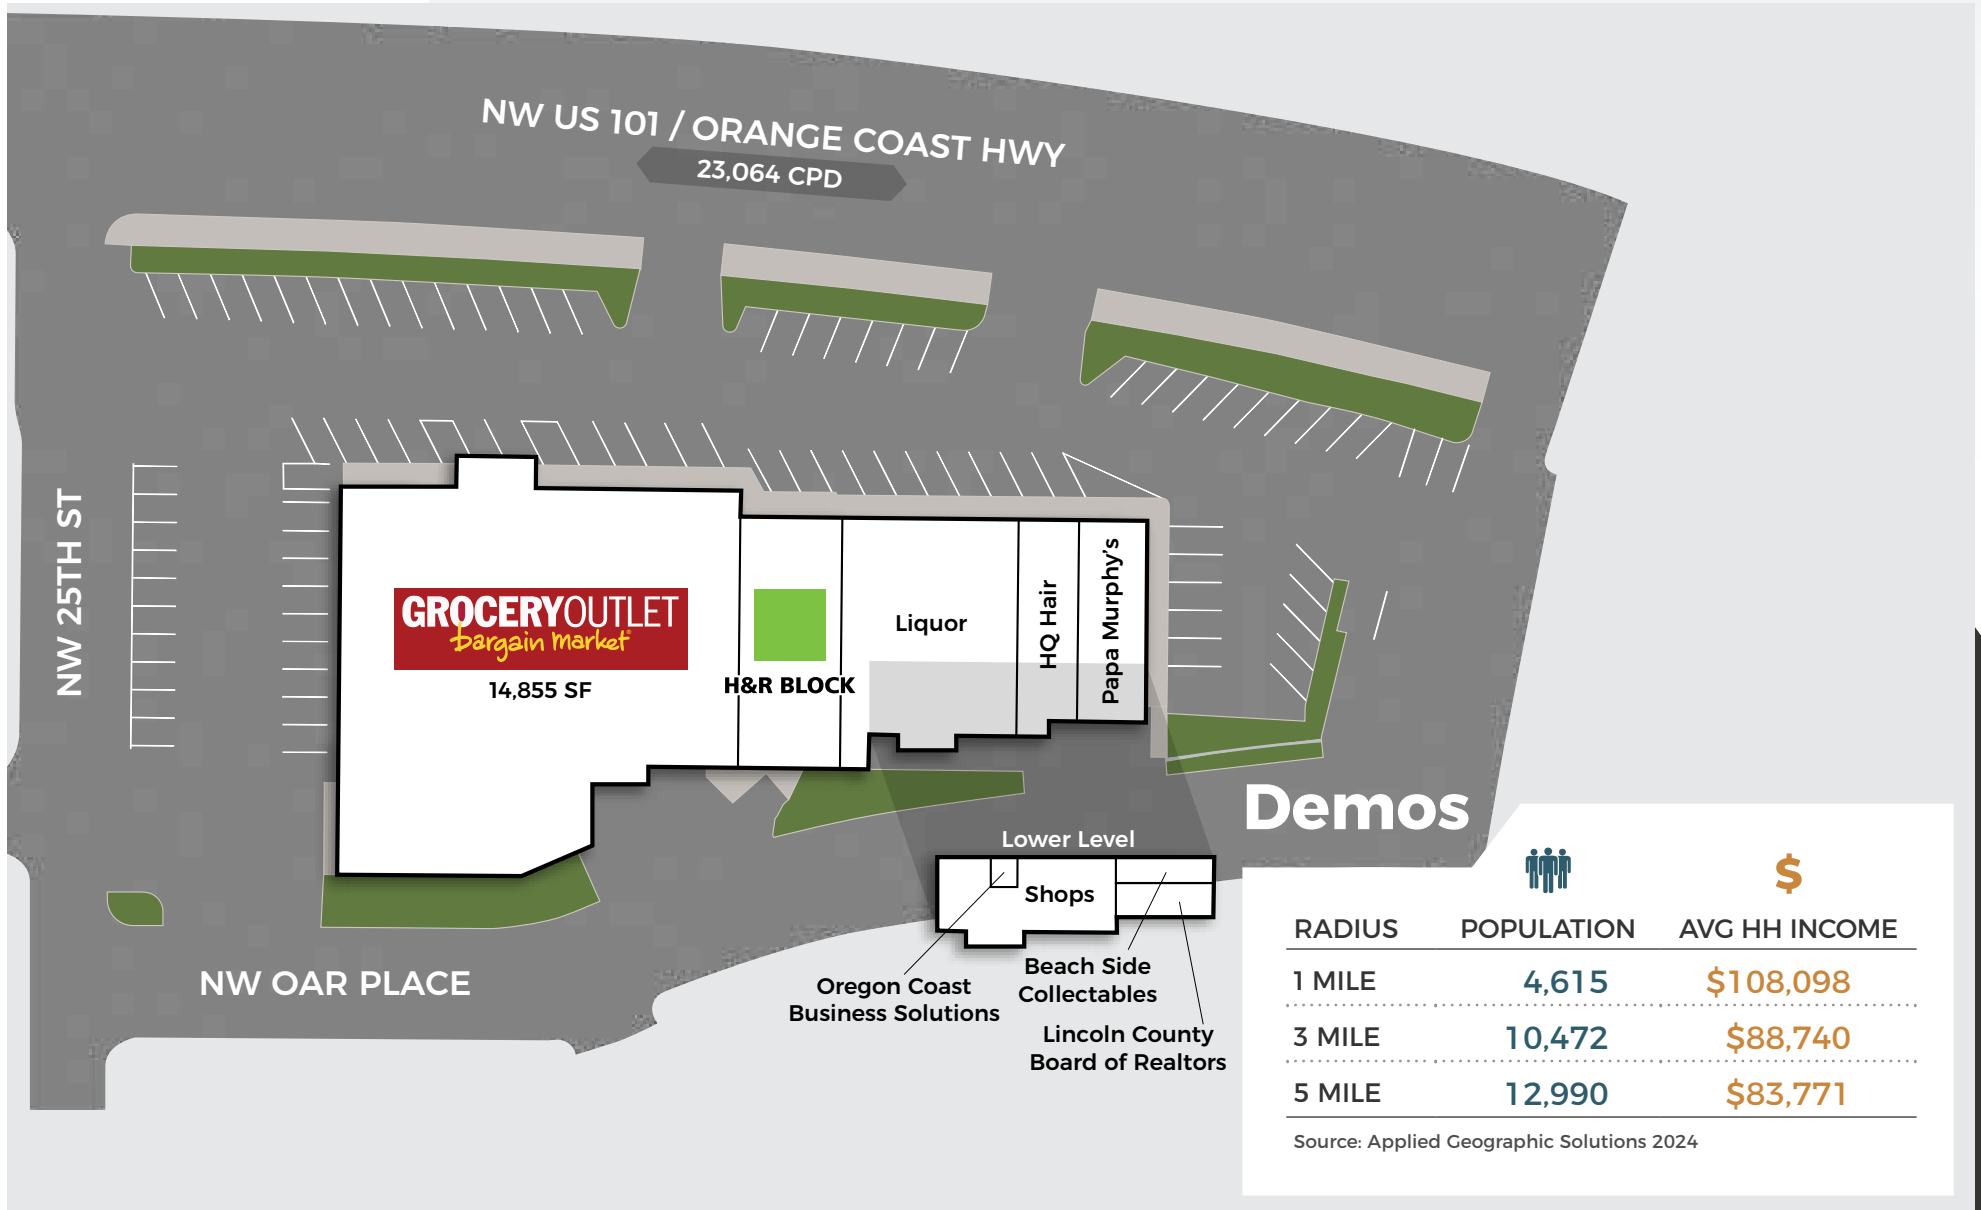 NW US 101 / ORANGE COAST HWY
23,064 CPD
NW 25TH ST
GROCERY OUTLET
bargain market
14,855 SF
H&R BLOCK
Liquor
HQ Hair
Papa Murphy's
Lower Level
Shops
Oregon Coast
Business Solutions
Beach Side
Collectables
Lincoln County
Board of Realtors
NW OAR PLACE
Demos
RADIUS POPULATION AVG HH INCOME
1 MILE 4,615 $108,098
3 MILE 10,472 $88,740
5 MILE 12,990 $83,771
Source: Applied Geographic Solutions 2024